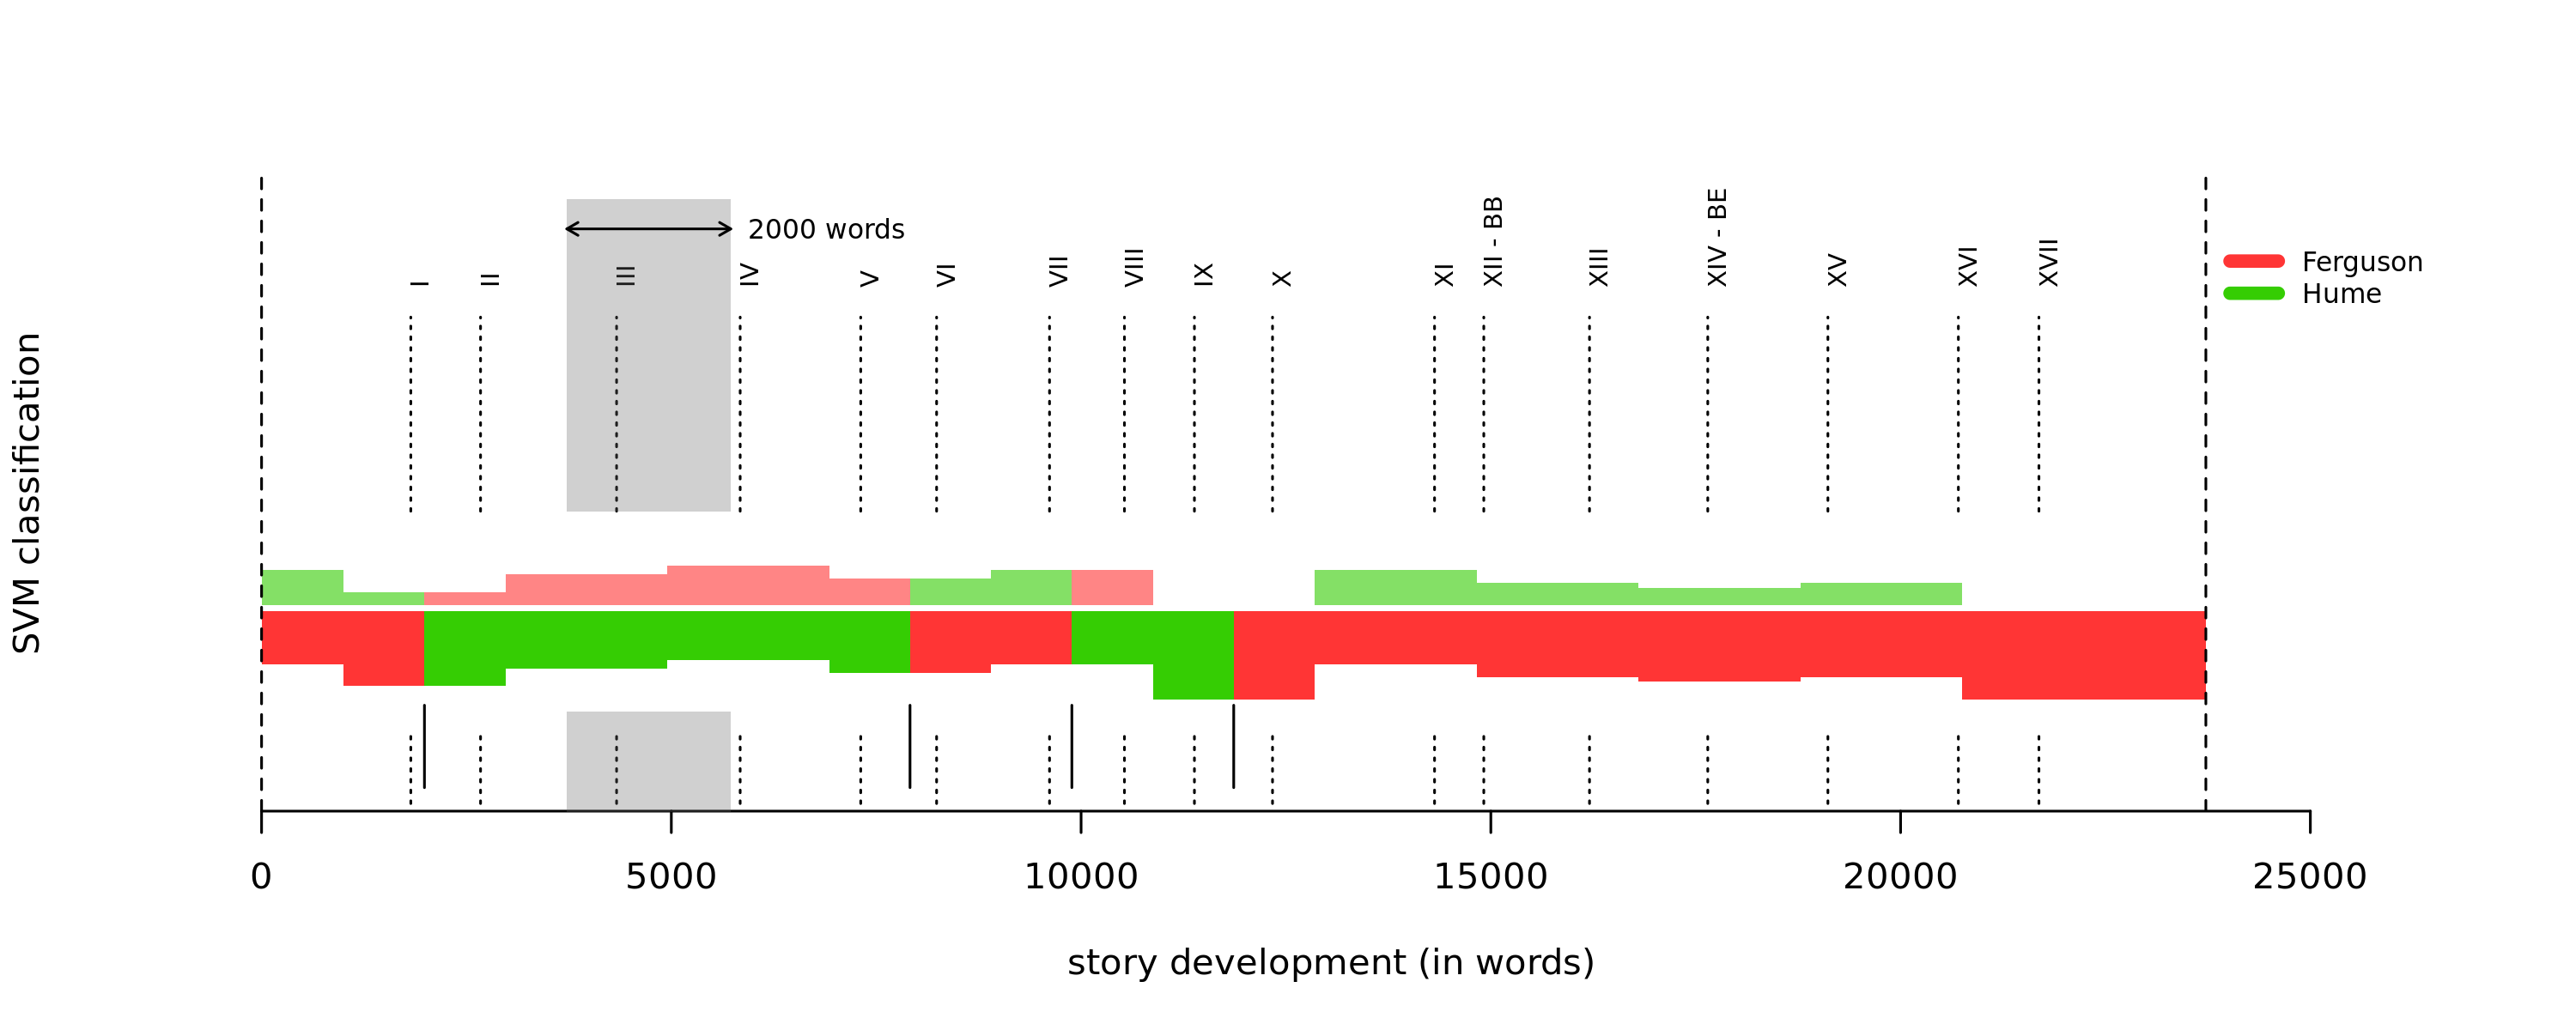 2000 words
I
II
III
IV
V
VI
VII
VIII
IX
X
XI
XII - BB
XIII
XIV - BE
XV
XVI
XVII
Ferguson
Hume
SVM classification
0
5000
10000
15000
20000
25000
story development (in words)